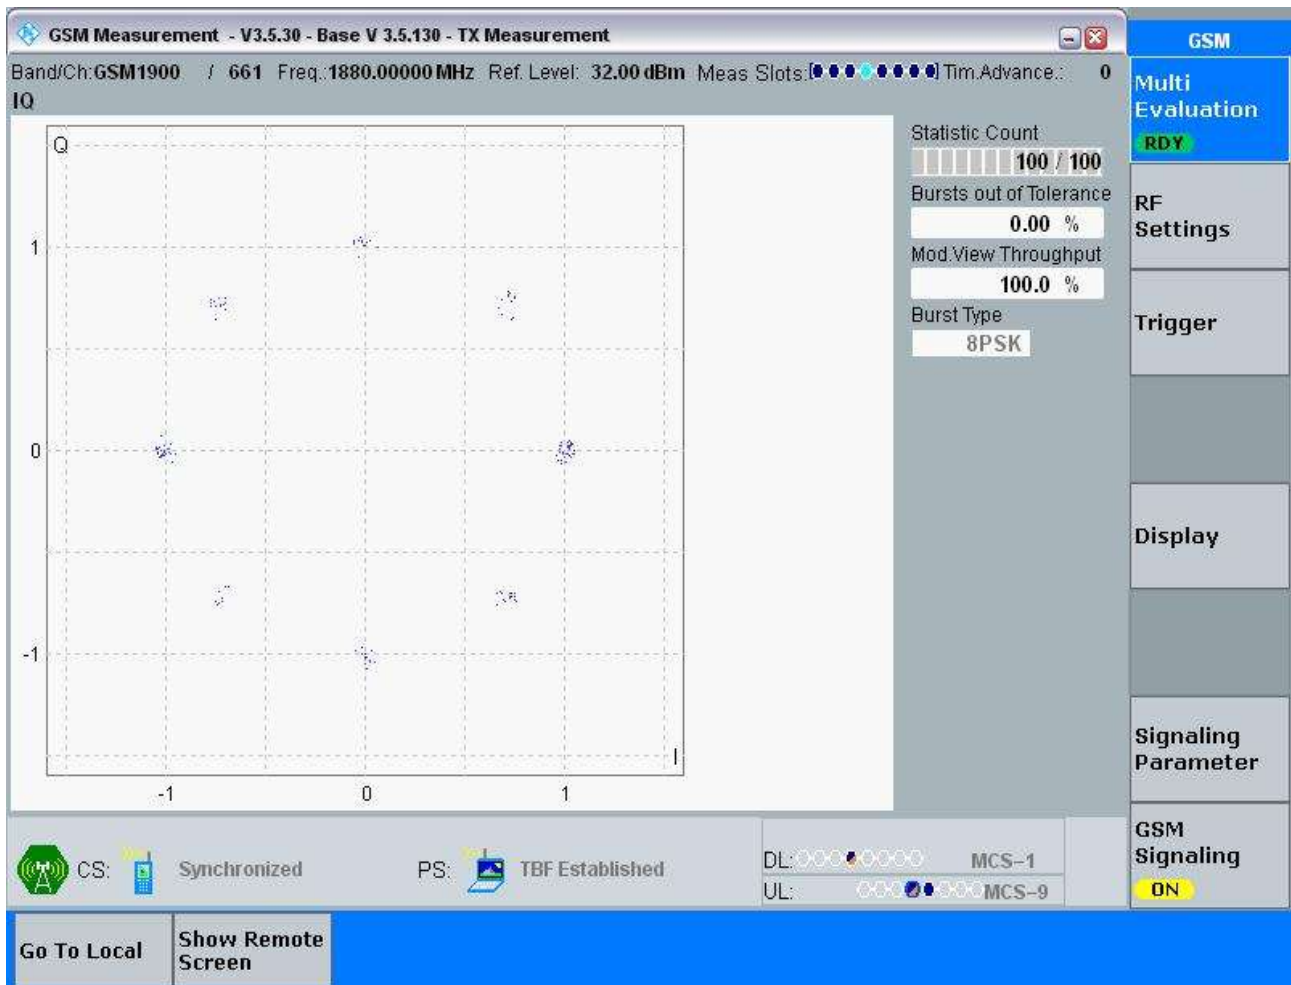 GSM Measurement - V3.5.30 - Base V 3.5.130 - TX Measurement
GSM
Band/Ch:GSM1900 / 661 Freq.:1880.00000 MHz Ref. Level: 32.00 dBm Meas Slots: Tim.Advance.: 0
IQ
Multi
Evaluation
RDY
Q
Statistic Count
100 / 100
Bursts out of Tolerance
0.00 %
Mod.View Throughput
100.0 %
Burst Type
8PSK
RF
Settings
Trigger
Display
Signaling
Parameter
GSM
Signaling
ON
1
0
-1
I
-1 0 1
CS: Synchronized PS: TBF Established
DL: MCS-1
UL: MCS-9
Go To Local
Show Remote
Screen